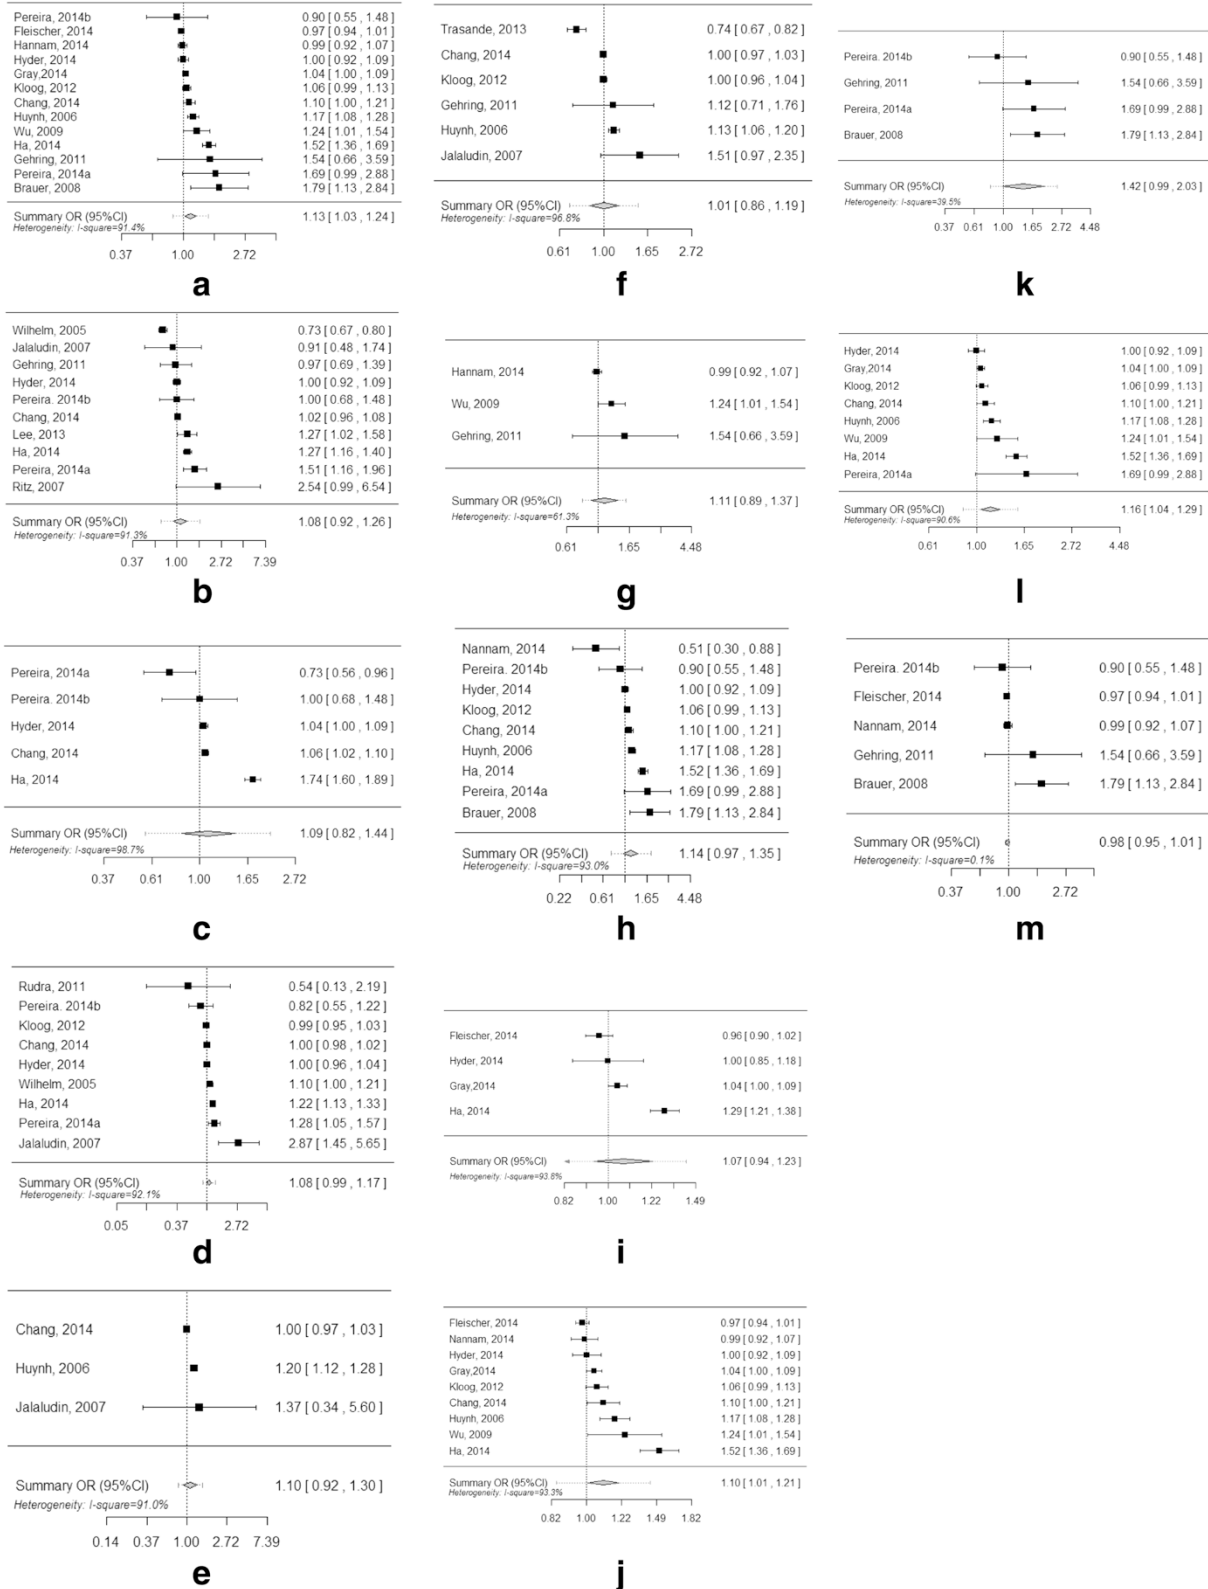 Pereira, 2014b 0.90 [ 0.55 , 1.48 ]
Fleischer, 2014 0.97 [ 0.94 , 1.01 ]
Hannam, 2014 0.99 [ 0.92 , 1.07 ]
Hyder, 2014 1.00 [ 0.92 , 1.09 ]
Gray,2014 1.04 [ 1.00 , 1.09 ]
Kloog, 2012 1.06 [ 0.99 , 1.13 ]
Chang, 2014 1.10 [ 1.00 , 1.21 ]
Huynh, 2006 1.17 [ 1.08 , 1.28 ]
Wu, 2009 1.24 [ 1.01 , 1.54 ]
Ha, 2014 1.52 [ 1.36 , 1.69 ]
Gehring, 2011 1.54 [ 0.66 , 3.59 ]
Pereira, 2014a 1.69 [ 0.99 , 2.88 ]
Brauer, 2008 1.79 [ 1.13 , 2.84 ]
Summary OR (95%CI) 1.13 [ 1.03 , 1.24 ]
Heterogeneity: I-square=91.4%
0.37 1.00 2.72
a
Wilhelm, 2005 0.73 [ 0.67 , 0.80 ]
Jalaludin, 2007 0.91 [ 0.48 , 1.74 ]
Gehring, 2011 0.97 [ 0.69 , 1.39 ]
Hyder, 2014 1.00 [ 0.92 , 1.09 ]
Pereira. 2014b 1.00 [ 0.68 , 1.48 ]
Chang, 2014 1.02 [ 0.96 , 1.08 ]
Lee, 2013 1.27 [ 1.02 , 1.58 ]
Ha, 2014 1.27 [ 1.16 , 1.40 ]
Pereira, 2014a 1.51 [ 1.16 , 1.96 ]
Ritz, 2007 2.54 [ 0.99 , 6.54 ]
Summary OR (95%CI) 1.08 [ 0.92 , 1.26 ]
Heterogeneity: I-square=91.3%
0.37 1.00 2.72 7.39
b
Pereira, 2014a 0.73 [ 0.56 , 0.96 ]
Pereira. 2014b 1.00 [ 0.68 , 1.48 ]
Hyder, 2014 1.04 [ 1.00 , 1.09 ]
Chang, 2014 1.06 [ 1.02 , 1.10 ]
Ha, 2014 1.74 [ 1.60 , 1.89 ]
Summary OR (95%CI) 1.09 [ 0.82 , 1.44 ]
Heterogeneity: I-square=98.7%
0.37 0.61 1.00 1.65 2.72
c
Rudra, 2011 0.54 [ 0.13 , 2.19 ]
Pereira. 2014b 0.82 [ 0.55 , 1.22 ]
Kloog, 2012 0.99 [ 0.95 , 1.03 ]
Chang, 2014 1.00 [ 0.98 , 1.02 ]
Hyder, 2014 1.00 [ 0.96 , 1.04 ]
Wilhelm, 2005 1.10 [ 1.00 , 1.21 ]
Ha, 2014 1.22 [ 1.13 , 1.33 ]
Pereira, 2014a 1.28 [ 1.05 , 1.57 ]
Jalaludin, 2007 2.87 [ 1.45 , 5.65 ]
Summary OR (95%CI) 1.08 [ 0.99 , 1.17 ]
Heterogeneity: I-square=92.1%
0.05 0.37 2.72
d
Chang, 2014 1.00 [ 0.97 , 1.03 ]
Huynh, 2006 1.20 [ 1.12 , 1.28 ]
Jalaludin, 2007 1.37 [ 0.34 , 5.60 ]
Summary OR (95%CI) 1.10 [ 0.92 , 1.30 ]
Heterogeneity: I-square=91.0%
0.14 0.37 1.00 2.72 7.39
e
Trasande, 2013 0.74 [ 0.67 , 0.82 ]
Chang, 2014 1.00 [ 0.97 , 1.03 ]
Kloog, 2012 1.00 [ 0.96 , 1.04 ]
Gehring, 2011 1.12 [ 0.71 , 1.76 ]
Huynh, 2006 1.13 [ 1.06 , 1.20 ]
Jalaludin, 2007 1.51 [ 0.97 , 2.35 ]
Summary OR (95%CI) 1.01 [ 0.86 , 1.19 ]
Heterogeneity: I-square=96.8%
0.61 1.00 1.65 2.72
f
Hannam, 2014 0.99 [ 0.92 , 1.07 ]
Wu, 2009 1.24 [ 1.01 , 1.54 ]
Gehring, 2011 1.54 [ 0.66 , 3.59 ]
Summary OR (95%CI) 1.11 [ 0.89 , 1.37 ]
Heterogeneity: I-square=61.3%
0.61 1.65 4.48
g
Nannam, 2014 0.51 [ 0.30 , 0.88 ]
Pereira, 2014b 0.90 [ 0.55 , 1.48 ]
Hyder, 2014 1.00 [ 0.92 , 1.09 ]
Kloog, 2012 1.06 [ 0.99 , 1.13 ]
Chang, 2014 1.10 [ 1.00 , 1.21 ]
Huynh, 2006 1.17 [ 1.08 , 1.28 ]
Ha, 2014 1.52 [ 1.36 , 1.69 ]
Pereira, 2014a 1.69 [ 0.99 , 2.88 ]
Brauer, 2008 1.79 [ 1.13 , 2.84 ]
Summary OR (95%CI) 1.14 [ 0.97 , 1.35 ]
Heterogeneity: I-square=93.0%
0.22 0.61 1.65 4.48
h
Fleischer, 2014 0.96 [ 0.90 , 1.02 ]
Hyder, 2014 1.00 [ 0.85 , 1.18 ]
Gray,2014 1.04 [ 1.00 , 1.09 ]
Ha, 2014 1.29 [ 1.21 , 1.38 ]
Summary OR (95%CI) 1.07 [ 0.94 , 1.23 ]
Heterogeneity: I-square=93.8%
0.82 1.00 1.22 1.49
i
Fleischer, 2014 0.97 [ 0.94 , 1.01 ]
Nannam, 2014 0.99 [ 0.92 , 1.07 ]
Hyder, 2014 1.00 [ 0.92 , 1.09 ]
Gray,2014 1.04 [ 1.00 , 1.09 ]
Kloog, 2012 1.06 [ 0.99 , 1.13 ]
Chang, 2014 1.10 [ 1.00 , 1.21 ]
Huynh, 2006 1.17 [ 1.08 , 1.28 ]
Wu, 2009 1.24 [ 1.01 , 1.54 ]
Ha, 2014 1.52 [ 1.36 , 1.69 ]
Summary OR (95%CI) 1.10 [ 1.01 , 1.21 ]
Heterogeneity: I-square=93.3%
0.82 1.00 1.22 1.49 1.82
j
Pereira. 2014b 0.90 [ 0.55 , 1.48 ]
Gehring, 2011 1.54 [ 0.66 , 3.59 ]
Pereira, 2014a 1.69 [ 0.99 , 2.88 ]
Brauer, 2008 1.79 [ 1.13 , 2.84 ]
Summary OR (95%CI) 1.42 [ 0.99 , 2.03 ]
Heterogeneity: I-square=39.5%
0.37 0.61 1.00 1.65 2.72 4.48
k
Hyder, 2014 1.00 [ 0.92 , 1.09 ]
Gray,2014 1.04 [ 1.00 , 1.09 ]
Kloog, 2012 1.06 [ 0.99 , 1.13 ]
Chang, 2014 1.10 [ 1.00 , 1.21 ]
Huynh, 2006 1.17 [ 1.08 , 1.28 ]
Wu, 2009 1.24 [ 1.01 , 1.54 ]
Ha, 2014 1.52 [ 1.36 , 1.69 ]
Pereira, 2014a 1.69 [ 0.99 , 2.88 ]
Summary OR (95%CI) 1.16 [ 1.04 , 1.29 ]
Heterogeneity: I-square=90.6%
0.61 1.00 1.65 2.72 4.48
l
Pereira. 2014b 0.90 [ 0.55 , 1.48 ]
Fleischer, 2014 0.97 [ 0.94 , 1.01 ]
Nannam, 2014 0.99 [ 0.92 , 1.07 ]
Gehring, 2011 1.54 [ 0.66 , 3.59 ]
Brauer, 2008 1.79 [ 1.13 , 2.84 ]
Summary OR (95%CI) 0.98 [ 0.95 , 1.01 ]
Heterogeneity: I-square=0.1%
0.37 1.00 2.72
m